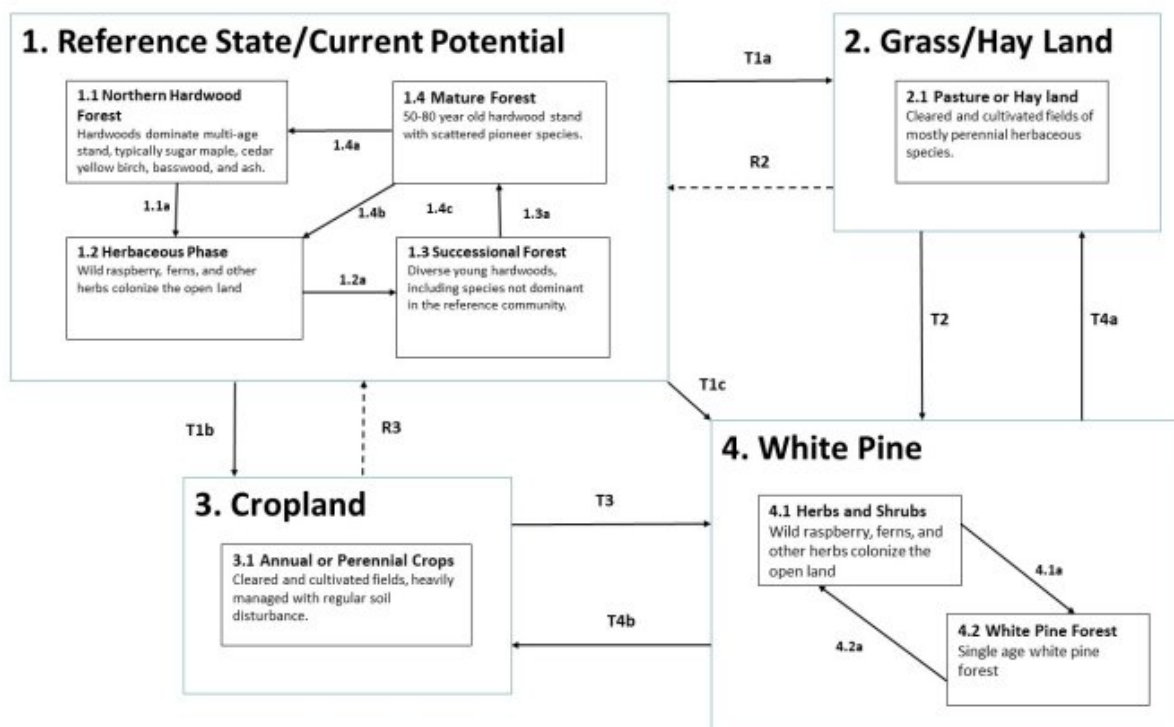 1. Reference State/Current Potential
1.1 Northern Hardwood
Forest
Hardwoods dominate multi-age
stand, typically sugar maple, cedar
yellow birch, basswood, and ash.
1.4 Mature Forest
50-80 year old hardwood stand
with scattered pioneer species.
1.4a
1.1a
1.4b
1.4c
1.3a
1.2 Herbaceous Phase
Wild raspberry, ferns, and other
herbs colonize the open land
1.2a
1.3 Successional Forest
Diverse young hardwoods,
including species not dominant
in the reference community.
T1a
R2
2. Grass/Hay Land
2.1 Pasture or Hay land
Cleared and cultivated fields of
mostly perennial herbaceous
species.
T2
T4a
T1c
T1b
R3
3. Cropland
3.1 Annual or Perennial Crops
Cleared and cultivated fields, heavily
managed with regular soil
disturbance.
T3
T4b
4. White Pine
4.1 Herbs and Shrubs
Wild raspberry, ferns, and
other herbs colonize the
open land
4.1a
4.2a
4.2 White Pine Forest
Single age white pine
forest